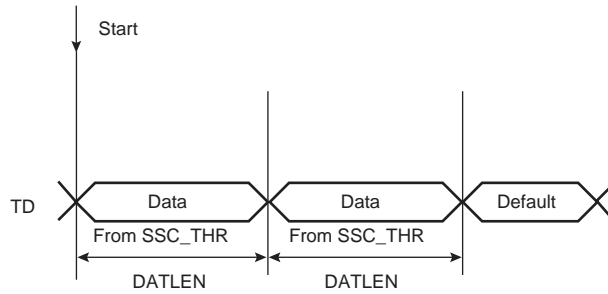 Start
TD
Data
Data
Default
From SSC_THR
From SSC_THR
DATLEN
DATLEN